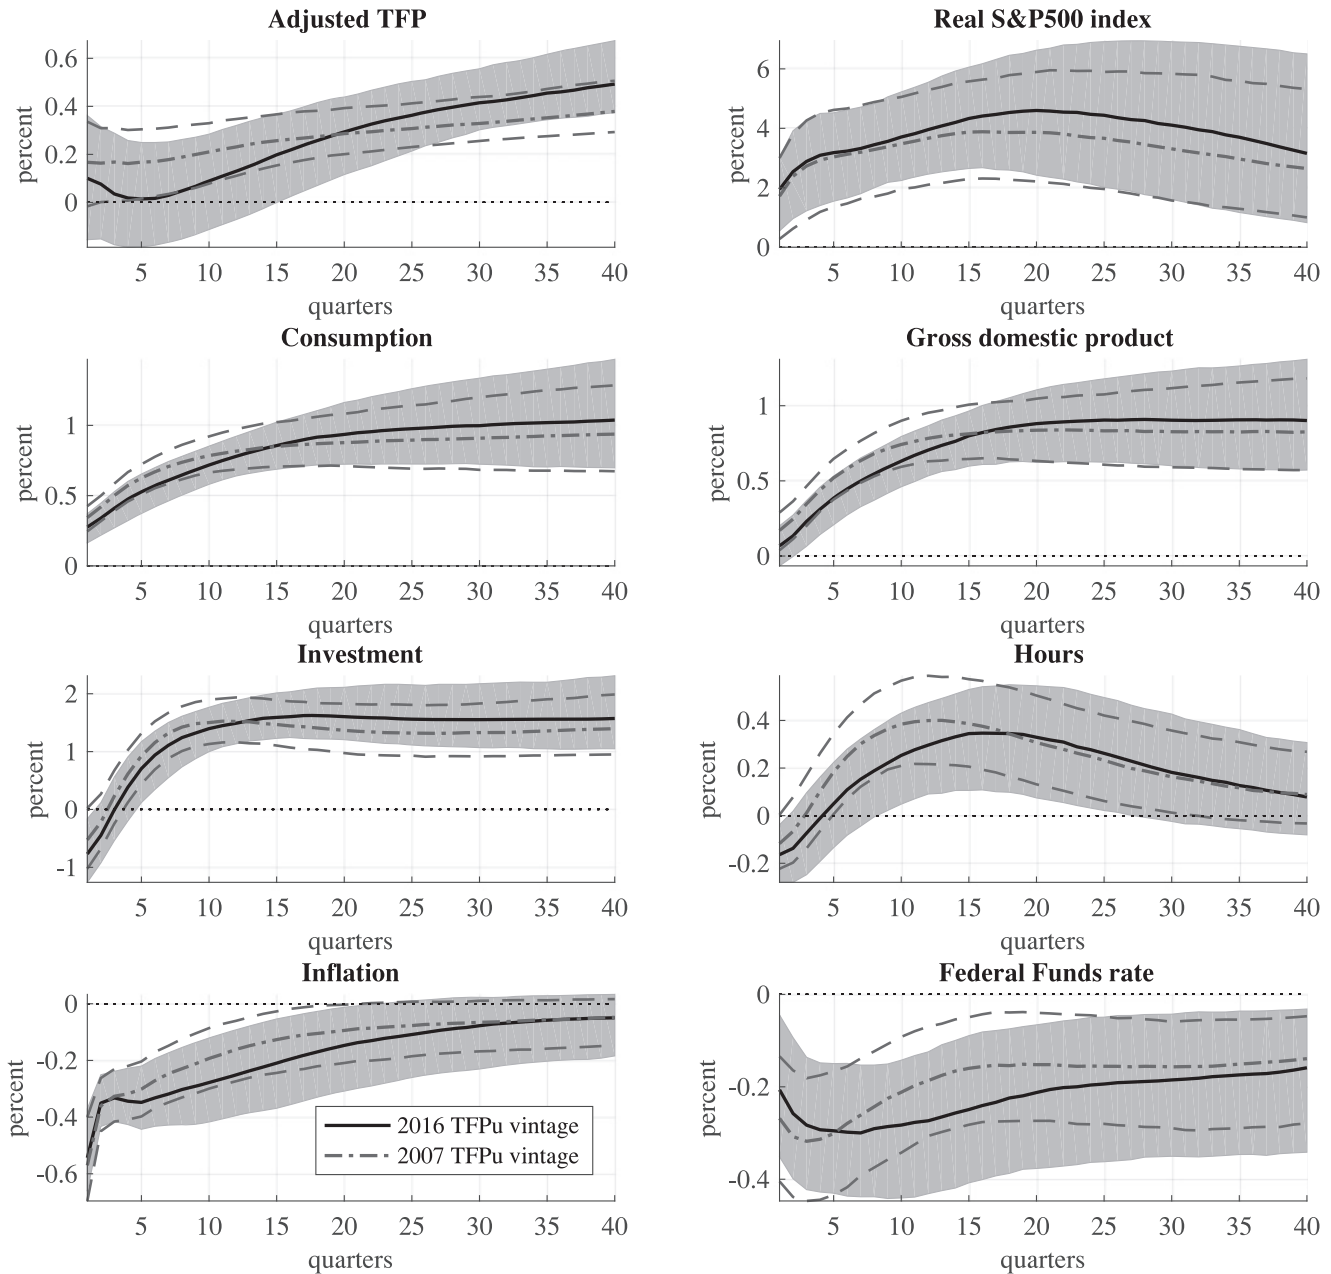 Adjusted TFP
percent
0.6
0.4
0.2
0
5 10 15 20 25 30 35 40
quarters
Real S&P500 index
percent
6
4
2
0
5 10 15 20 25 30 35 40
quarters
Consumption
percent
1
0.5
0
5 10 15 20 25 30 35 40
quarters
Gross domestic product
percent
1
0.5
0
5 10 15 20 25 30 35 40
quarters
Investment
percent
2
1
0
-1
5 10 15 20 25 30 35 40
quarters
Hours
percent
0.4
0.2
0
-0.2
5 10 15 20 25 30 35 40
quarters
Inflation
percent
0
-0.2
-0.4
-0.6
2016 TFPu vintage
2007 TFPu vintage
5 10 15 20 25 30 35 40
quarters
Federal Funds rate
percent
0
-0.2
-0.4
5 10 15 20 25 30 35 40
quarters